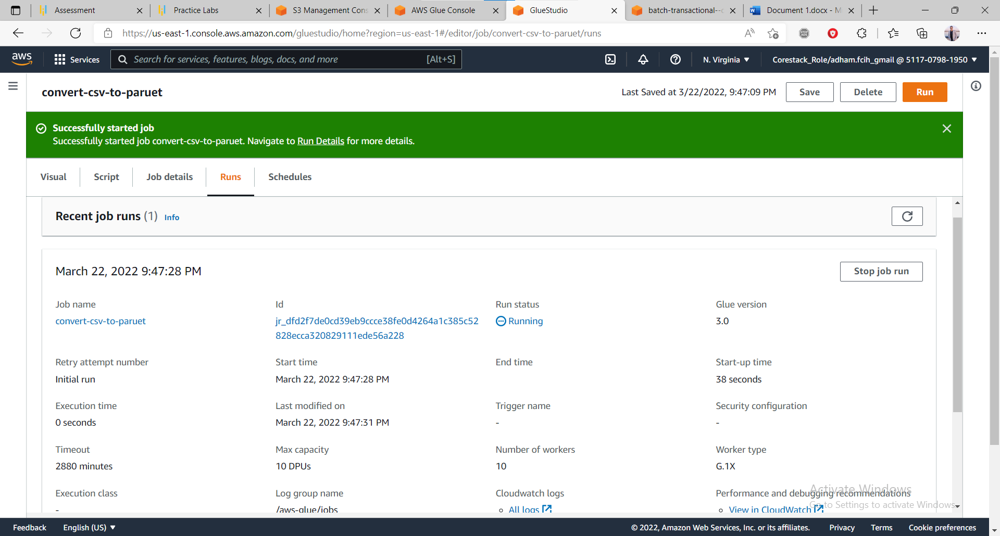 Assessment
Practice Labs
S3 Management Cons
AWS Glue Console
GlueStudio
batch-transactional--c
Document 1.docx - M
https://us-east-1.console.aws.amazon.com/gluestudio/home?region=us-east-1#/editor/job/convert-csv-to-paruet/runs
aws
Services
Search for services, features, blogs, docs, and more
[Alt+S]
N. Virginia
Corestack_Role/adham.fcih_gmail @ 5117-0798-1950
convert-csv-to-paruet
Last Saved at 3/22/2022, 9:47:09 PM
Save
Delete
Run
Successfully started job
Successfully started job convert-csv-to-paruet. Navigate to Run Details for more details.
Visual
Script
Job details
Runs
Schedules
Recent job runs (1) Info
March 22, 2022 9:47:28 PM
Stop job run
Job name
Id
Run status
Glue version
convert-csv-to-paruet
jr_dfd2f7de0cd39eb9ccce38fe0d4264a1c385c52
828ecca320829111ede56a228
Running
3.0
Retry attempt number
Start time
End time
Start-up time
Initial run
March 22, 2022 9:47:28 PM
38 seconds
Execution time
Last modified on
Trigger name
Security configuration
0 seconds
March 22, 2022 9:47:31 PM
-
-
Timeout
Max capacity
Number of workers
Worker type
2880 minutes
10 DPUs
10
G.1X
Execution class
Log group name
Cloudwatch logs
Performance and debugging recommendations
-
/aws-glue/jobs
All logs
View in CloudWatch
Activate Windows
Go to Settings to activate Windows.
Feedback
English (US)
© 2022, Amazon Web Services, Inc. or its affiliates.
Privacy
Terms
Cookie preferences